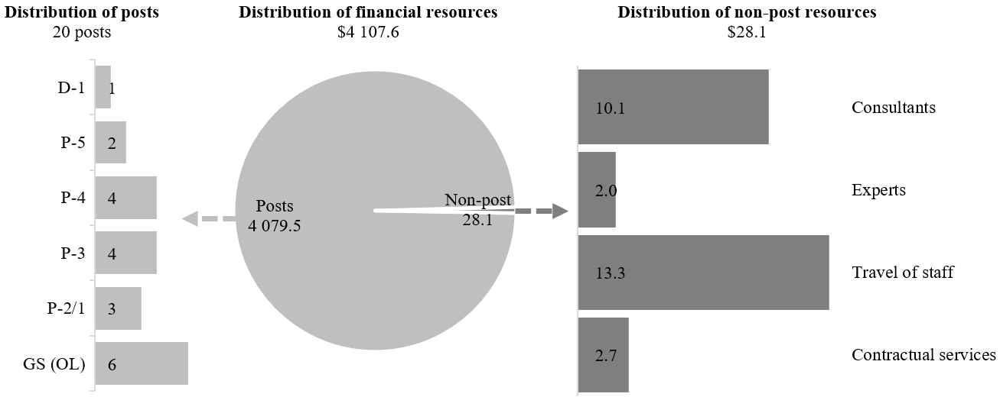 Distribution of posts
20 posts
D-1
1
P-5
2
P-4
4
P-3
4
P-2/1
3
GS (OL)
6
Distribution of financial resources
$4 107.6
Posts
4 079.5
Non-post
28.1
Distribution of non-post resources
$28.1
10.1
Consultants
2.0
Experts
13.3
Travel of staff
2.7
Contractual services